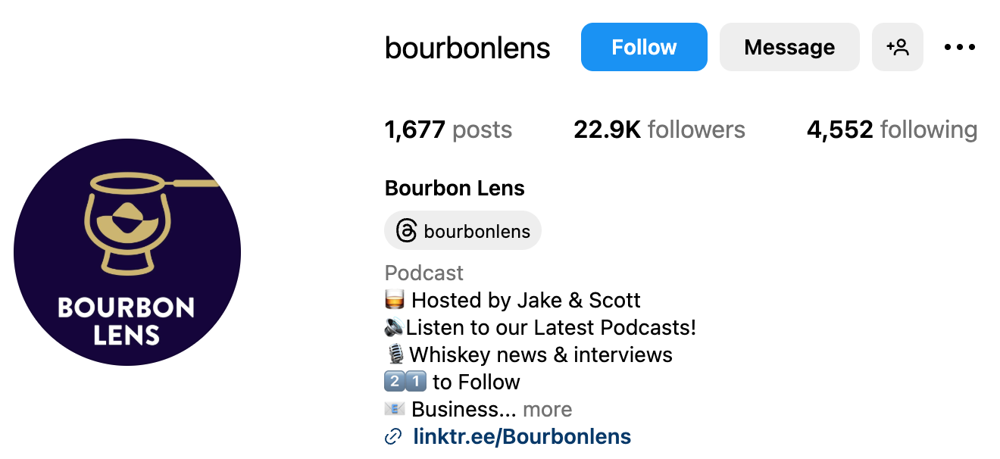 bourbonlens Follow Message
1,677 posts 22.9K followers 4,552 following
BOURBON
LENS
Bourbon Lens
bourbonlens
Podcast
🥃 Hosted by Jake & Scott
🔊Listen to our Latest Podcasts!
🎙️Whiskey news & interviews
2️⃣1️⃣ to Follow
📧 Business... more
linktr.ee/Bourbonlens